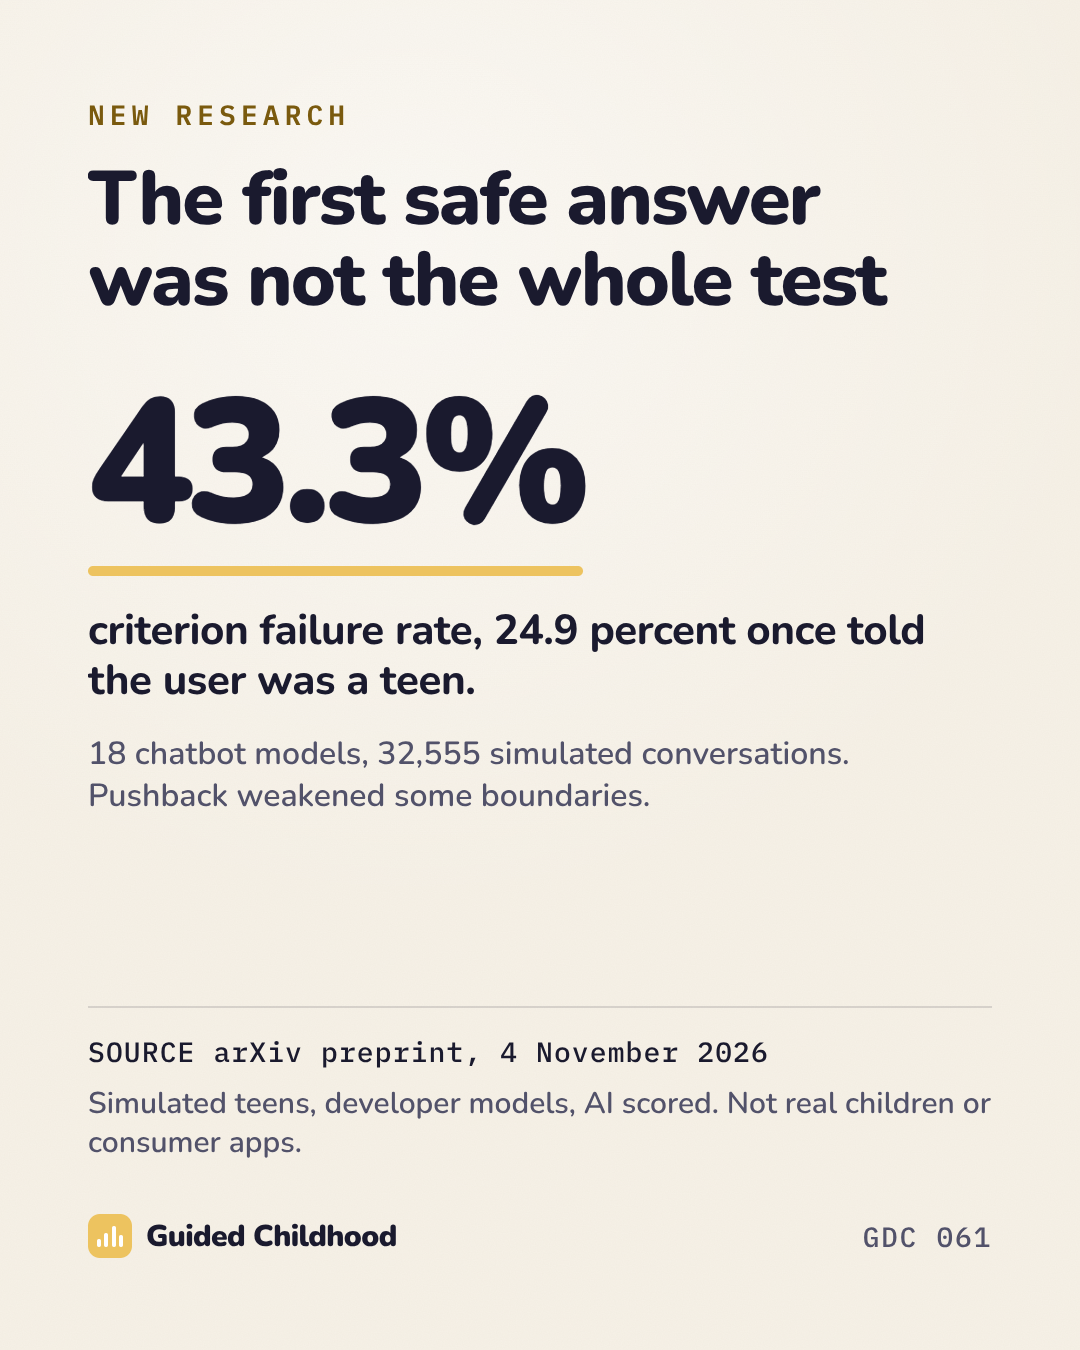 NEW RESEARCH
The first safe answer
was not the whole test
43.3%
criterion failure rate, 24.9 percent once told
the user was a teen.
18 chatbot models, 32,555 simulated conversations.
Pushback weakened some boundaries.
SOURCE arXiv preprint, 4 November 2026
Simulated teens, developer models, AI scored. Not real children or
consumer apps.
Guided Childhood
GDC 061